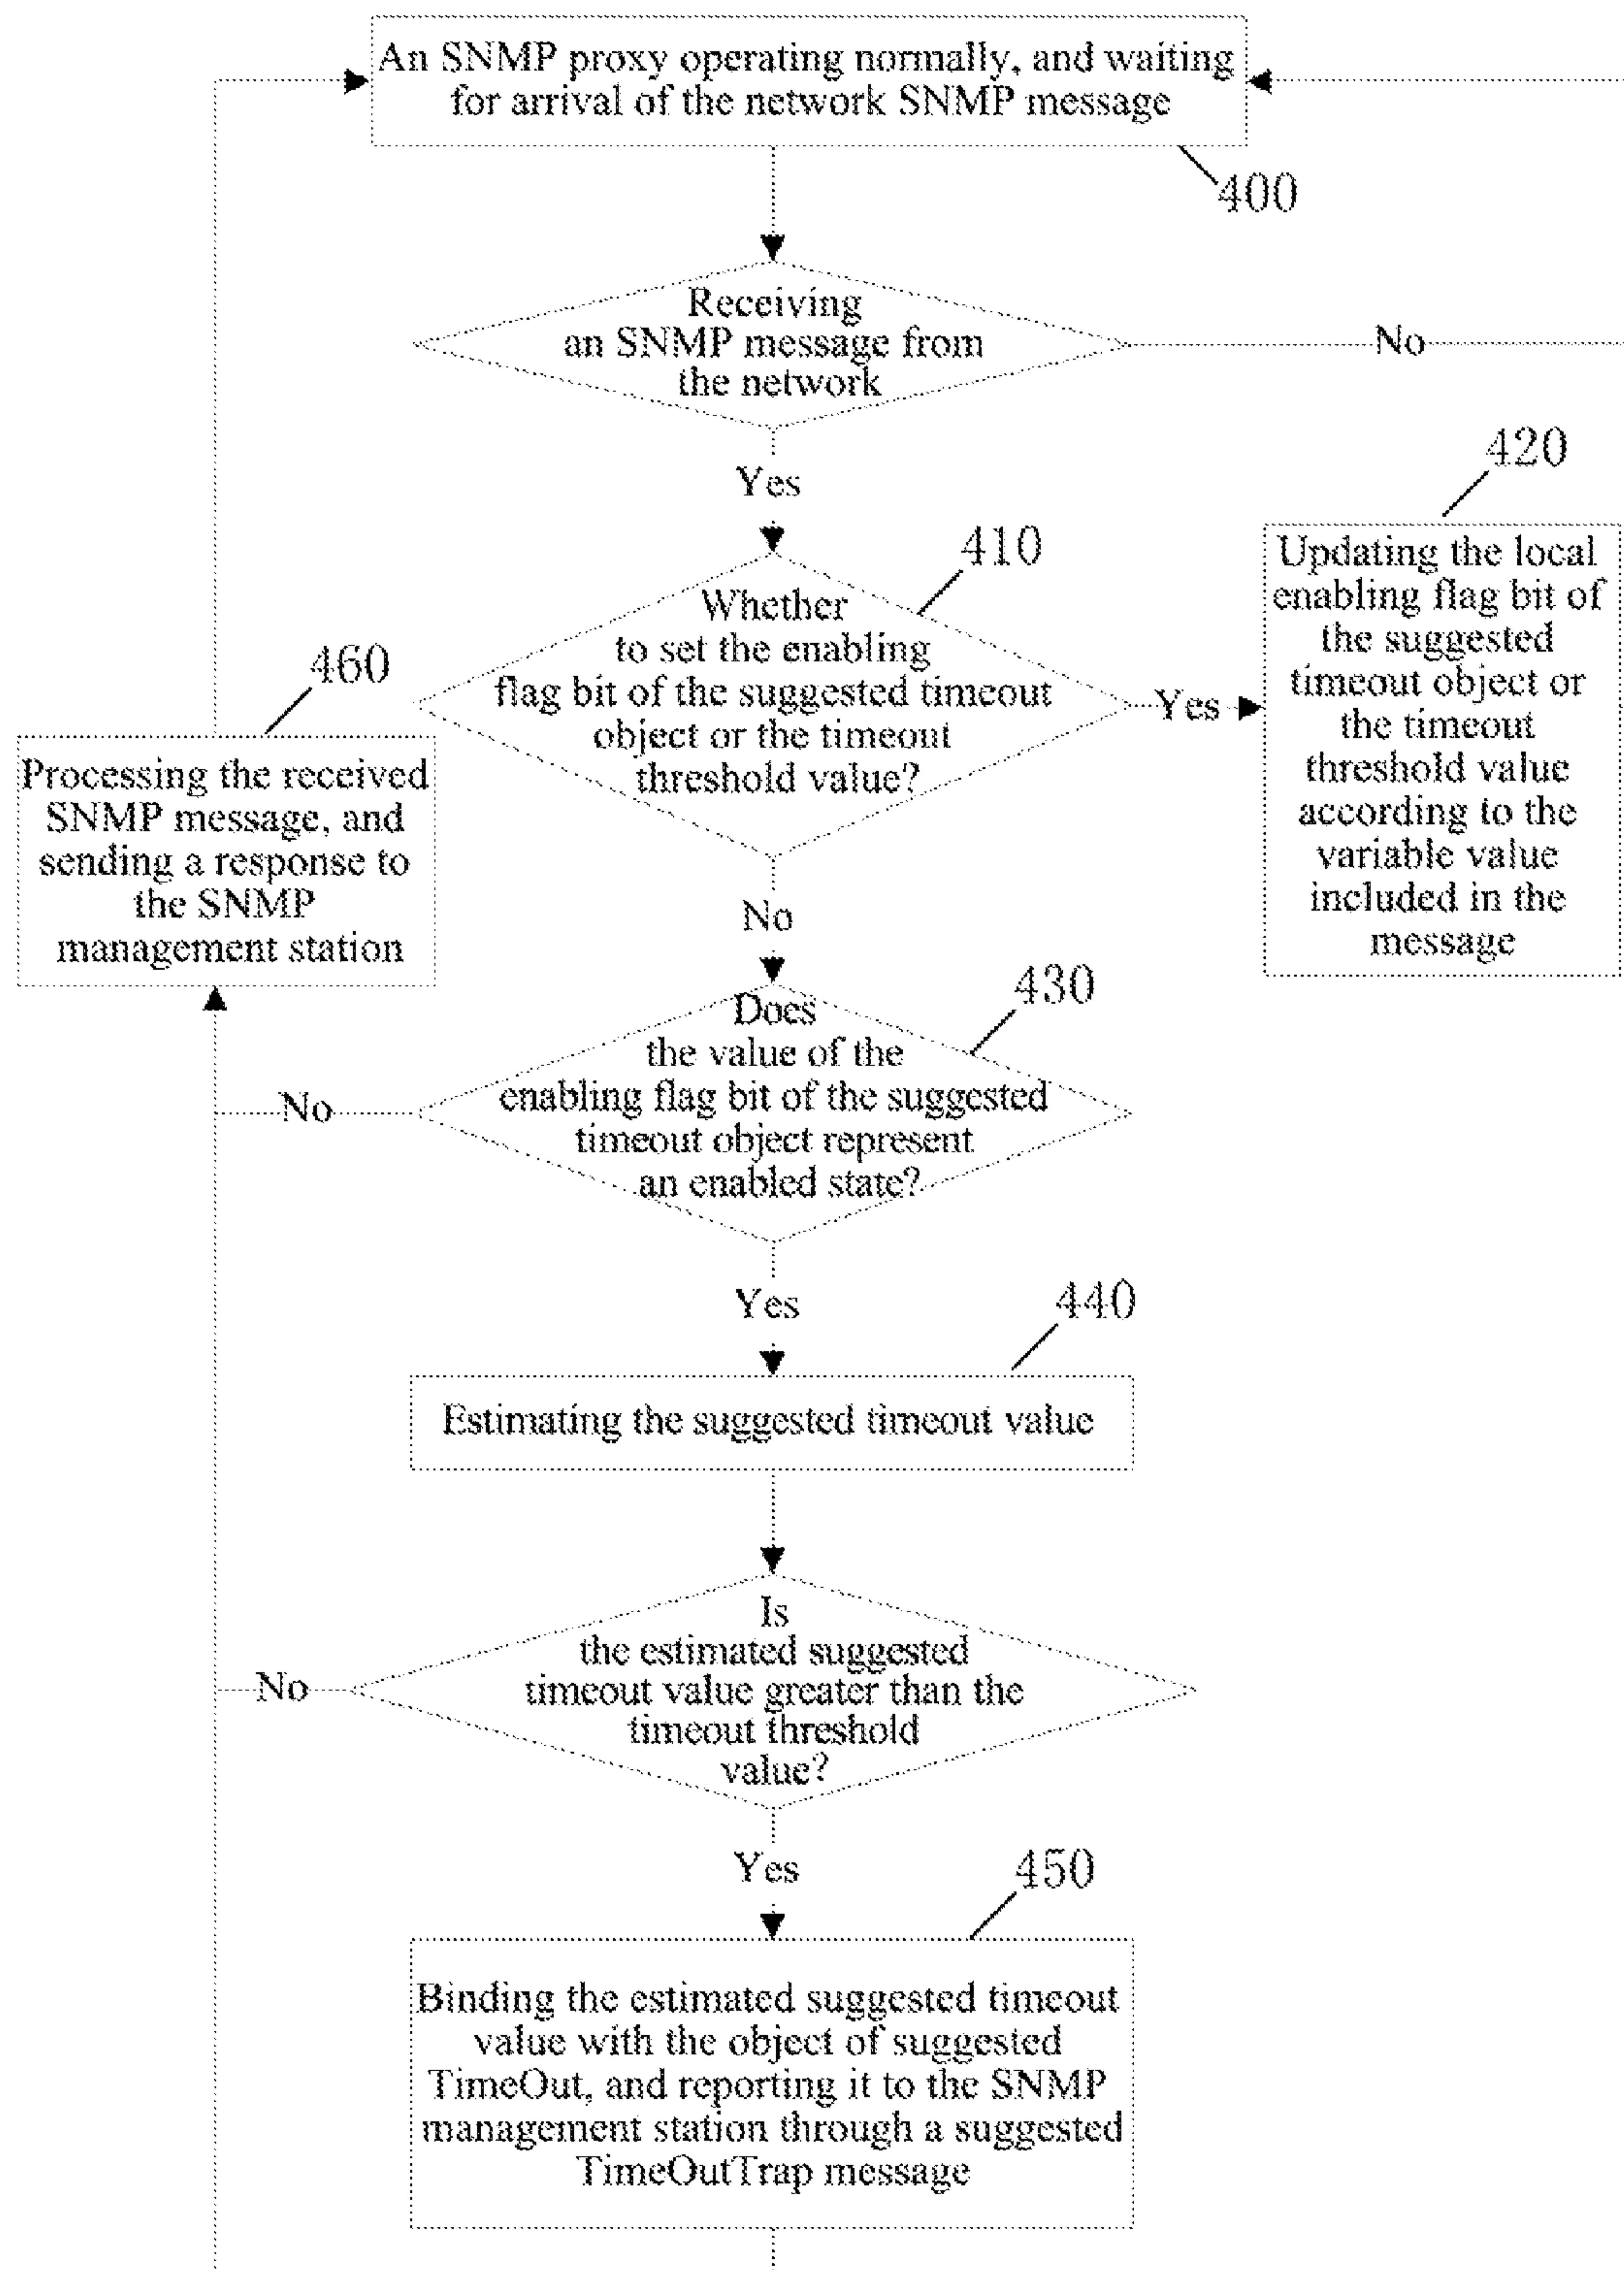 An SNMP proxy operating normally, and waiting
for arrival of the network SNMP message
400
Receiving
an SNMP message from
the network
No
Yes
420
410
Whether
to set the enabling
flag bit of the suggested timeout
object or the timeout
threshold value?
Yes
Updating the local
enabling flag bit of
the suggested
timeout object or
the timeout
threshold value
according to the
variable value
included in the
message
460
Processing the received
SNMP message, and
sending a response to
the SNMP
management station
No
430
Does
the value of the
enabling flag bit of the suggested
timeout object represent
an enabled state?
No
Yes
440
Estimating the suggested timeout value
Is
the estimated suggested
timeout value greater than the
timeout threshold
value?
No
Yes
450
Binding the estimated suggested timeout
value with the object of suggested
TimeOut, and reporting it to the SNMP
management station through a suggested
TimeOutTrap message